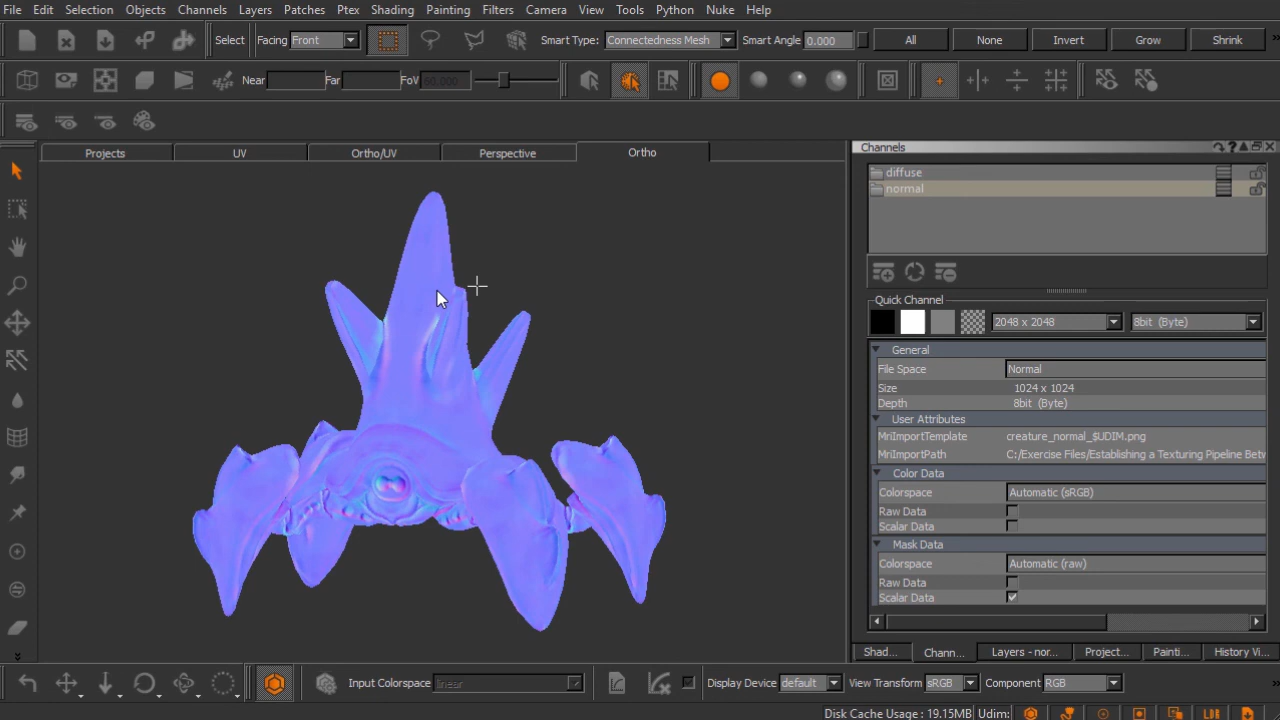 File Edit Selection Objects Channels Layers Patches Ptex Shading Painting Filters Camera View Tools Python Nuke Help
Select Facing Front Smart Type: Connectedness Mesh Smart Angle 0.000 All None Invert Grow Shrink
Near Far FoV 60.000
Projects UV Ortho/UV Perspective Ortho
Channels
diffuse
normal
Quick Channel
2048 x 2048 8bit (Byte)
General
File Space Normal
Size 1024 x 1024
Depth 8bit (Byte)
User Attributes
MriImportTemplate creature_normal_$UDIM.png
MriImportPath C:/Exercise Files/Establishing a Texturing Pipeline Betw
Color Data
Colorspace Automatic (sRGB)
Raw Data
Scalar Data
Mask Data
Colorspace Automatic (raw)
Raw Data
Scalar Data
Shad... Chann... Layers - nor... Project... Painti... History Vi...
Input Colorspace linear Display Device default View Transform sRGB Component RGB
Disk Cache Usage : 19.15MB Udim: